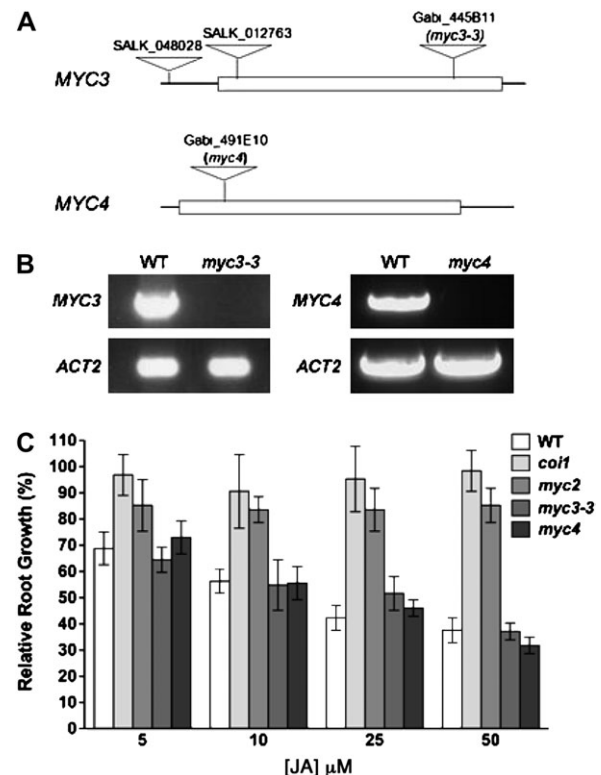 A
SALK_048028
SALK_012763
Gabi_445B11
(myc3-3)
MYC3
Gabi_491E10
(myc4)
MYC4
B
WT myc3-3
MYC3
ACT2
WT myc4
MYC4
ACT2
C
110
100
90
80
70
60
50
40
30
20
10
0
Relative Root Growth (%)
WT
coi1
myc2
myc3-3
myc4
5 10 25 50
[JA] µM